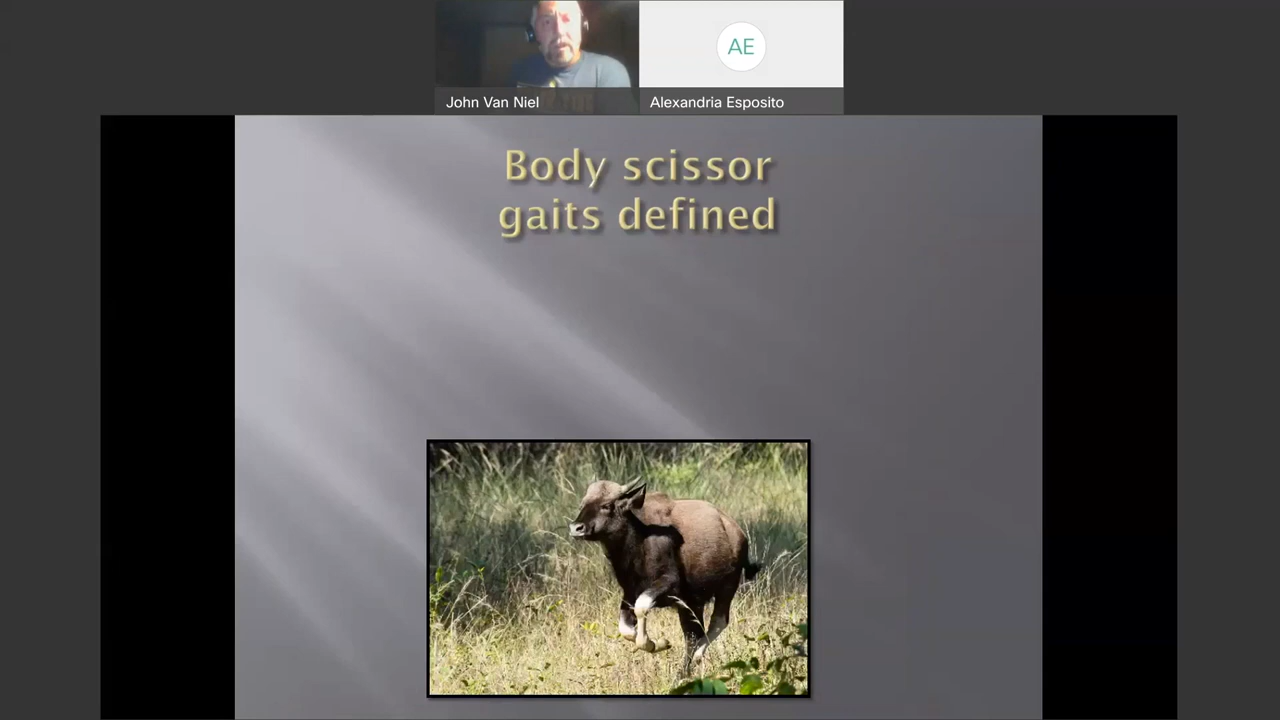 AE
John Van Niel
Alexandria Esposito
Body scissor
gaits defined